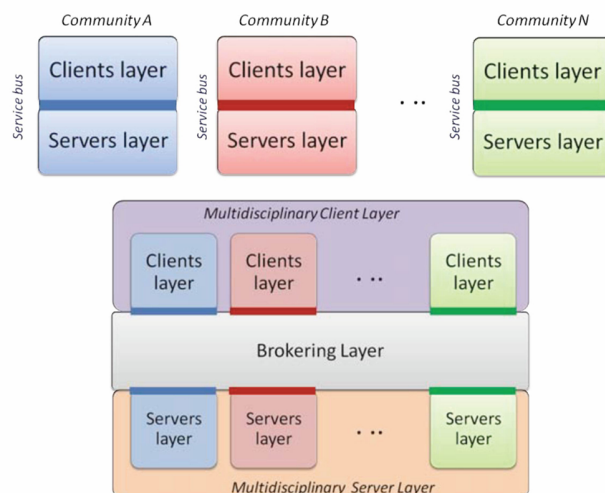 Community A
Community B
Community N
Service bus
Clients layer
Servers layer
Service bus
Clients layer
Servers layer
. ..
Service bus
Clients layer
Servers layer
Multidisciplinary Client Layer
Clients
layer
Clients
layer
. ..
Clients
layer
Brokering Layer
Servers
layer
Servers
layer
. ..
Servers
layer
Multidisciplinary Server Layer